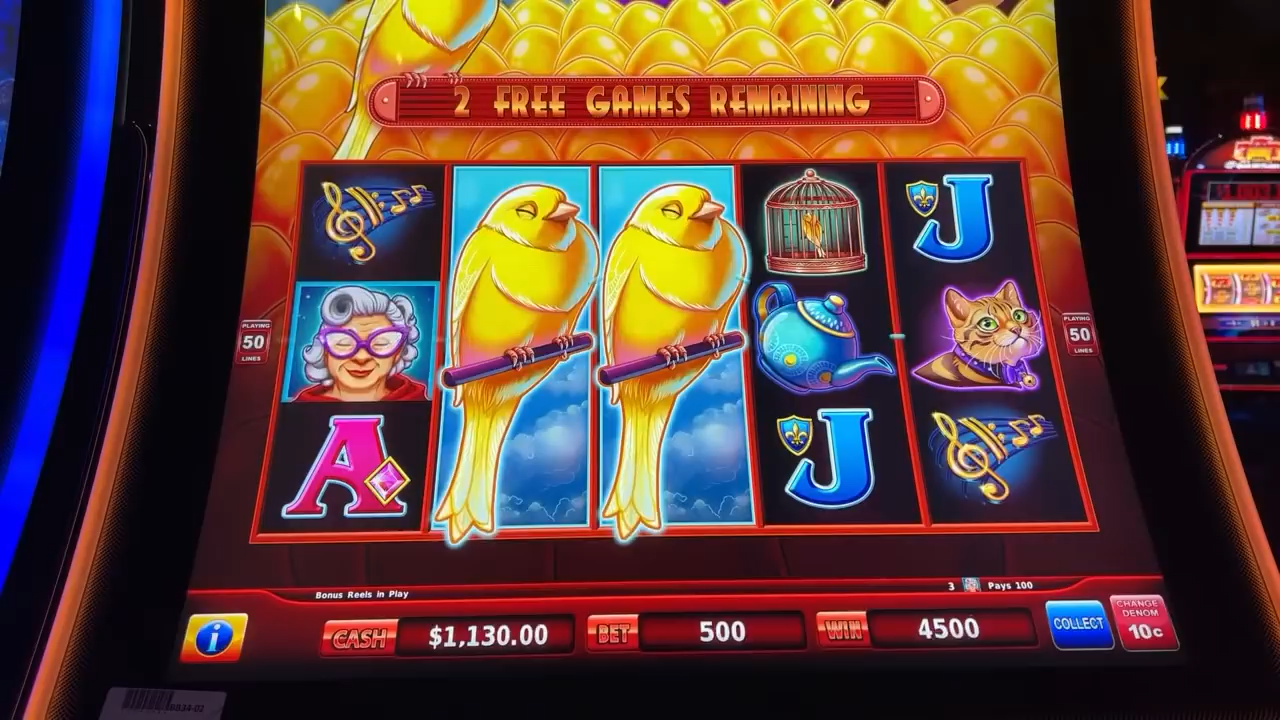 2 FREE GAMES REMAINING
J
PLAYING
50
LINES
PLAYING
50
LINES
A
J
Bonus Reels in Play
3 Pays 100
CASH $1,130.00 BET 500 WIN 4500
COLLECT
CHANGE
DENOM
10¢